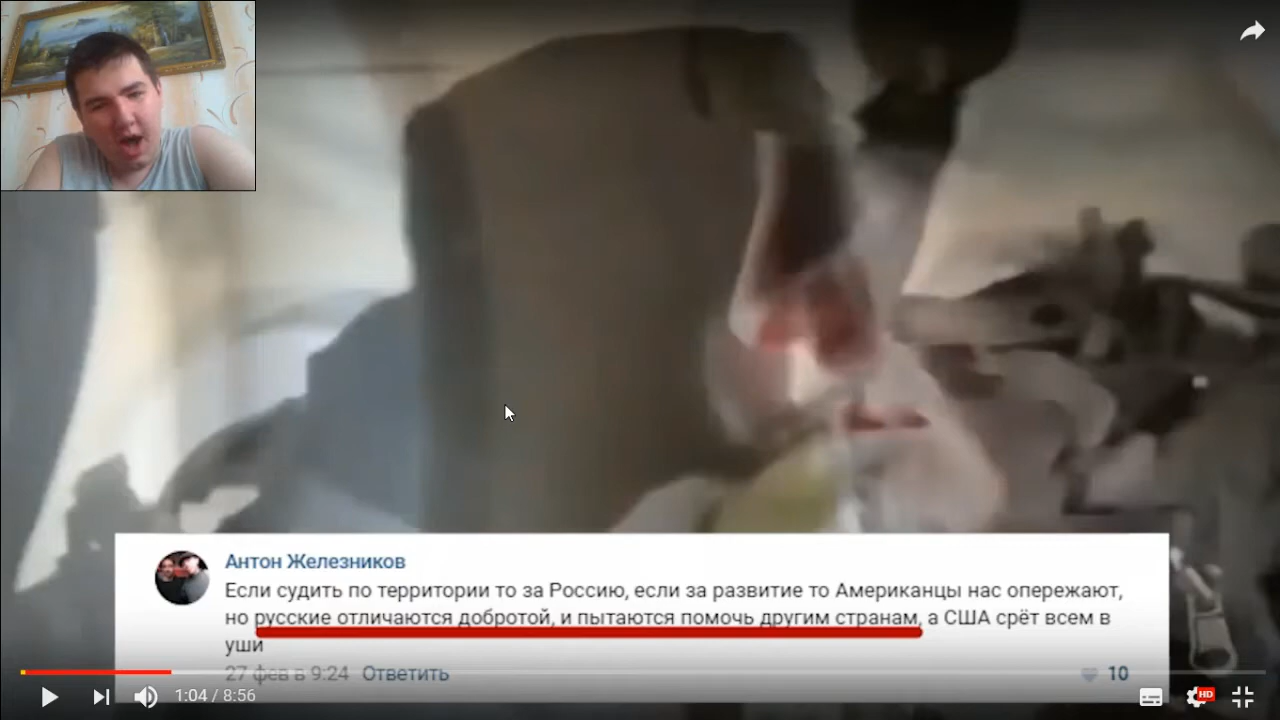 Антон Железников
Если судить по территории то за Россию, если за развитие то Американцы нас опережают,
но русские отличаются добротой, и пытаются помочь другим странам, а США срёт всем в
уши
27 фев в 9:24 Ответить 10
1:04 / 8:56 HD